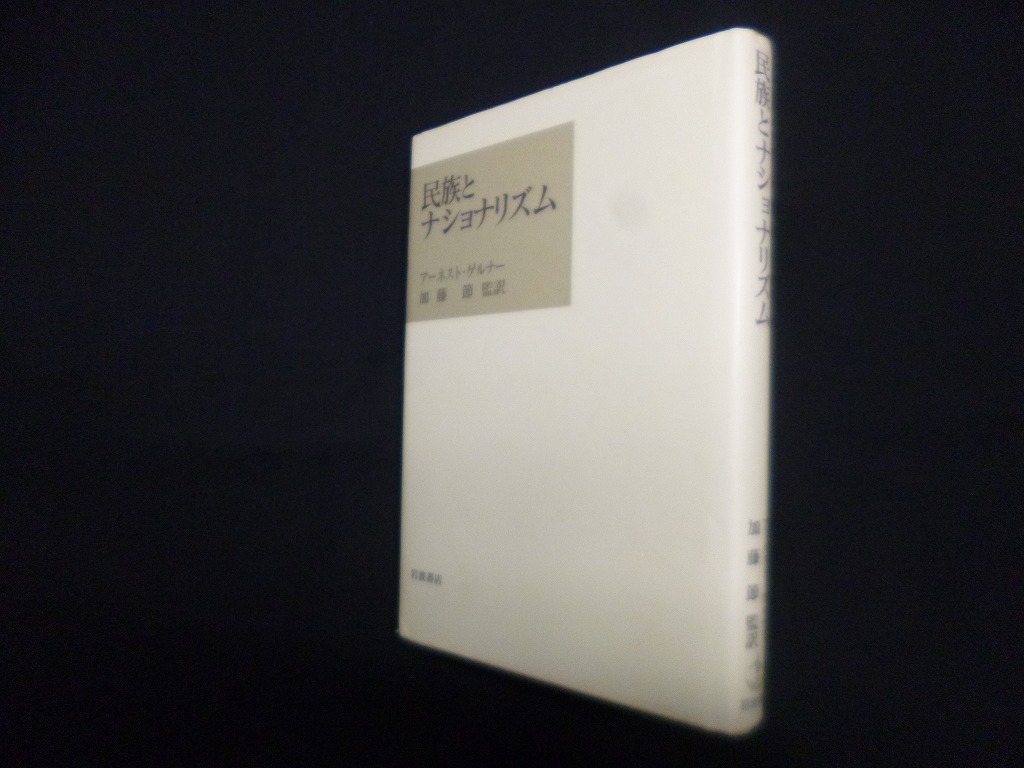 民族と
ナショナリズム
アーネスト・ゲルナー
加藤 節 監訳
岩波書店
民族とナショナリズム
加藤 節 監訳